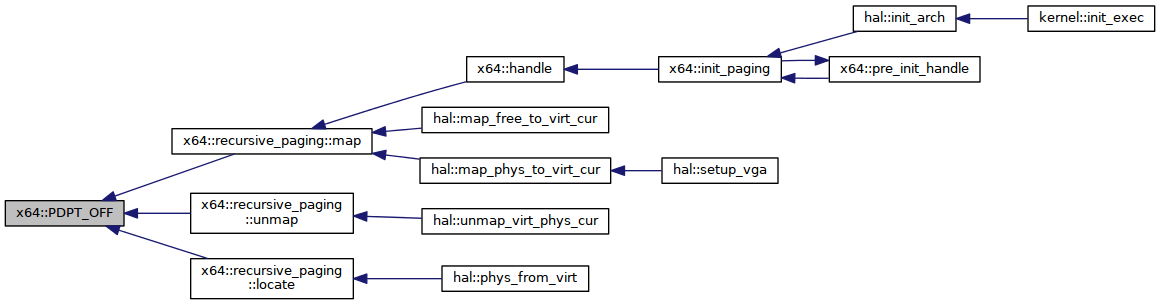 hal::init_arch
kernel::init_exec
x64::handle
x64::init_paging
x64::pre_init_handle
hal::map_free_to_virt_cur
x64::recursive_paging::map
hal::map_phys_to_virt_cur
hal::setup_vga
x64::PDPT_OFF
x64::recursive_paging
::unmap
hal::unmap_virt_phys_cur
x64::recursive_paging
::locate
hal::phys_from_virt